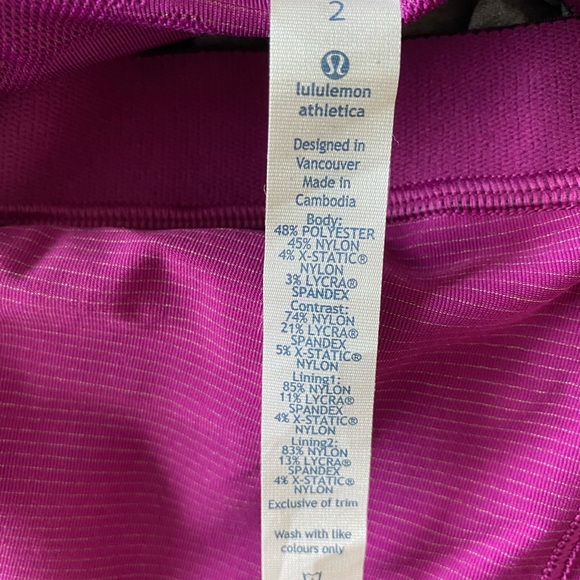 2
lululemon
athletica
Designed in
Vancouver
Made in
Cambodia
Body:
48% POLYESTER
45% NYLON
4% X-STATIC®
NYLON
3% LYCRA®
SPANDEX
Contrast:
74% NYLON
21% LYCRA®
SPANDEX
5% X-STATIC®
NYLON
Lining1:
85% NYLON
11% LYCRA®
SPANDEX
4% X-STATIC®
NYLON
Lining2:
83% NYLON
13% LYCRA®
SPANDEX
4% X-STATIC®
NYLON
Exclusive of trim
Wash with like
colours only